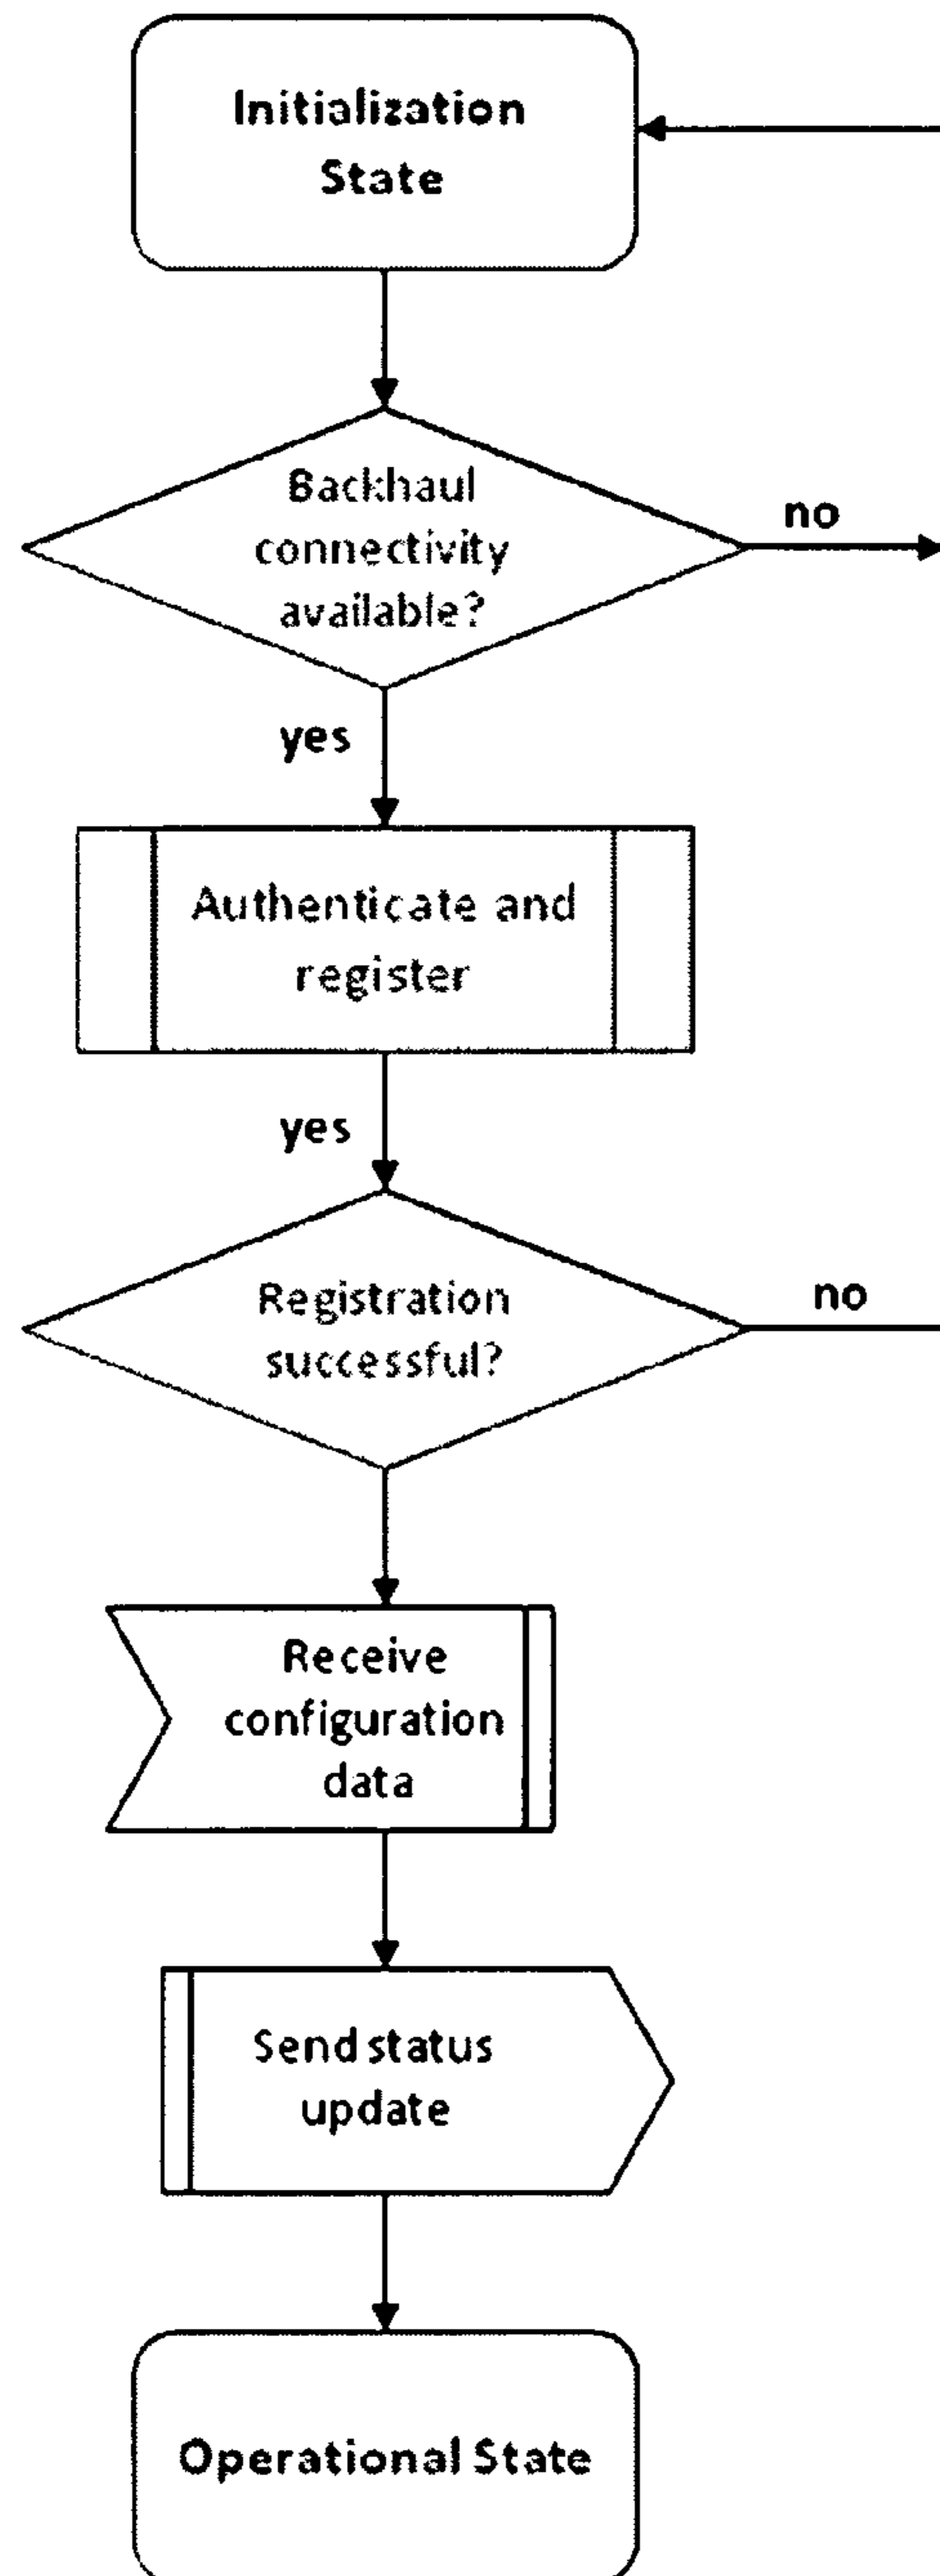 Initialization
State
Backhaul
connectivity
available?
no
yes
Authenticate and
register
yes
Registration
successful?
no
Receive
configuration
data
Send status
update
Operational State